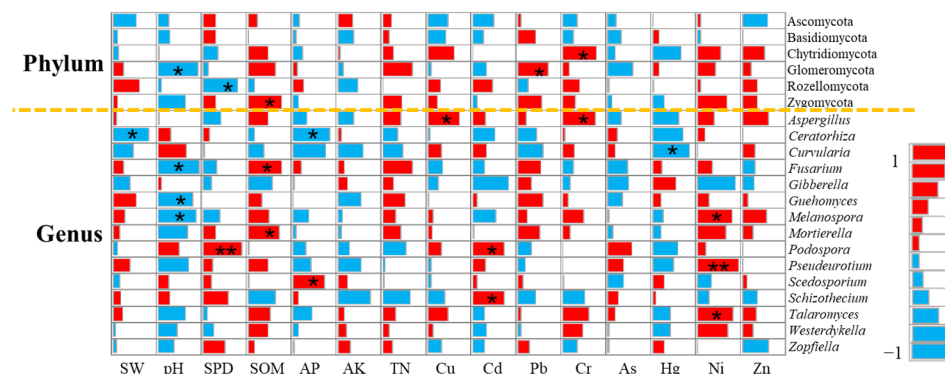 Phylum
Genus
Ascomycota
Basidiomycota
Chytridiomycota
*
Glomeromycota
* *
Rozellomycota
*
Zygomycota
*
Aspergillus
* *
Ceratorhiza
* *
Curvularia
*
Fusarium
* *
Gibberella
Guehomyces
*
Melanospora
* *
Mortierella
*
Podospora
** *
Pseudeurotium
**
Scedosporium
*
Schizothecium
*
Talaromyces
*
Westerdykella
Zopfiella
SW pH SPD SOM AP AK TN Cu Cd Pb Cr As Hg Ni Zn
1
−1